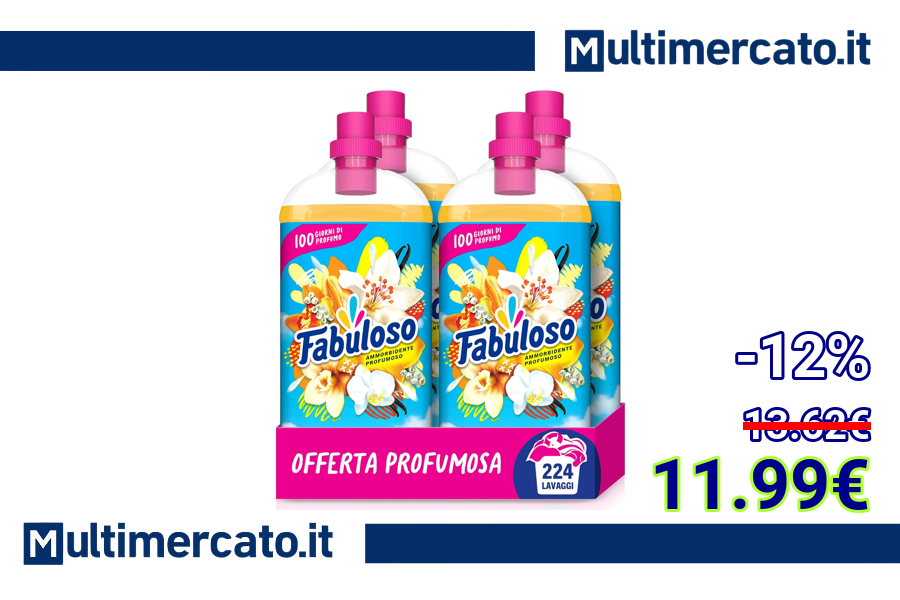 Multimercato.it
100 GIORNI DI
PROFUMO
100 GIORNI DI
PROFUMO
Fabuloso
AMMORBIDENTE
PROFUMOSO
Fabuloso
AMMORBIDENTE
PROFUMOSO
-12%
13.62€
OFFERTA PROFUMOSA
224
LAVAGGI
11.99€
Multimercato.it